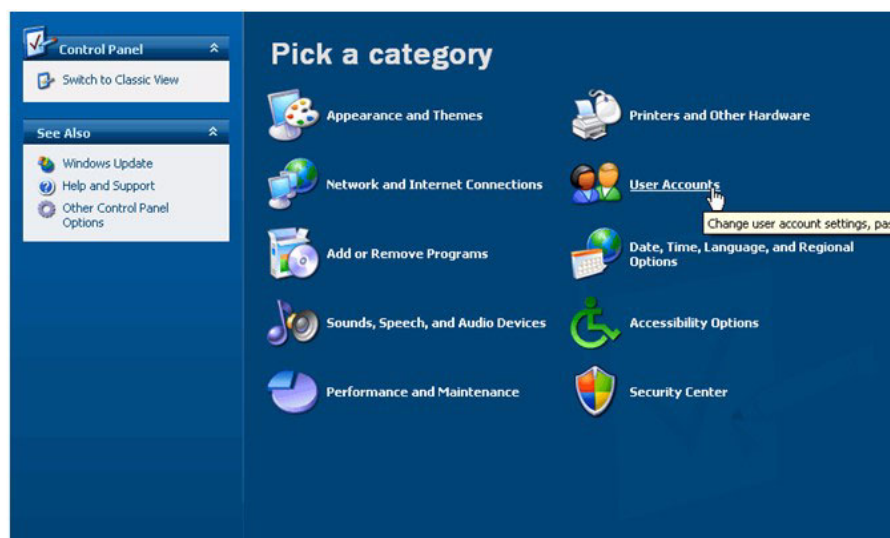 Control Panel
Switch to Classic View
See Also
Windows Update
Help and Support
Other Control Panel
Options
Pick a category
Appearance and Themes
Printers and Other Hardware
Network and Internet Connections
User Accounts
Change user account settings, pas
Add or Remove Programs
Date, Time, Language, and Regional
Options
Sounds, Speech, and Audio Devices
Accessibility Options
Performance and Maintenance
Security Center